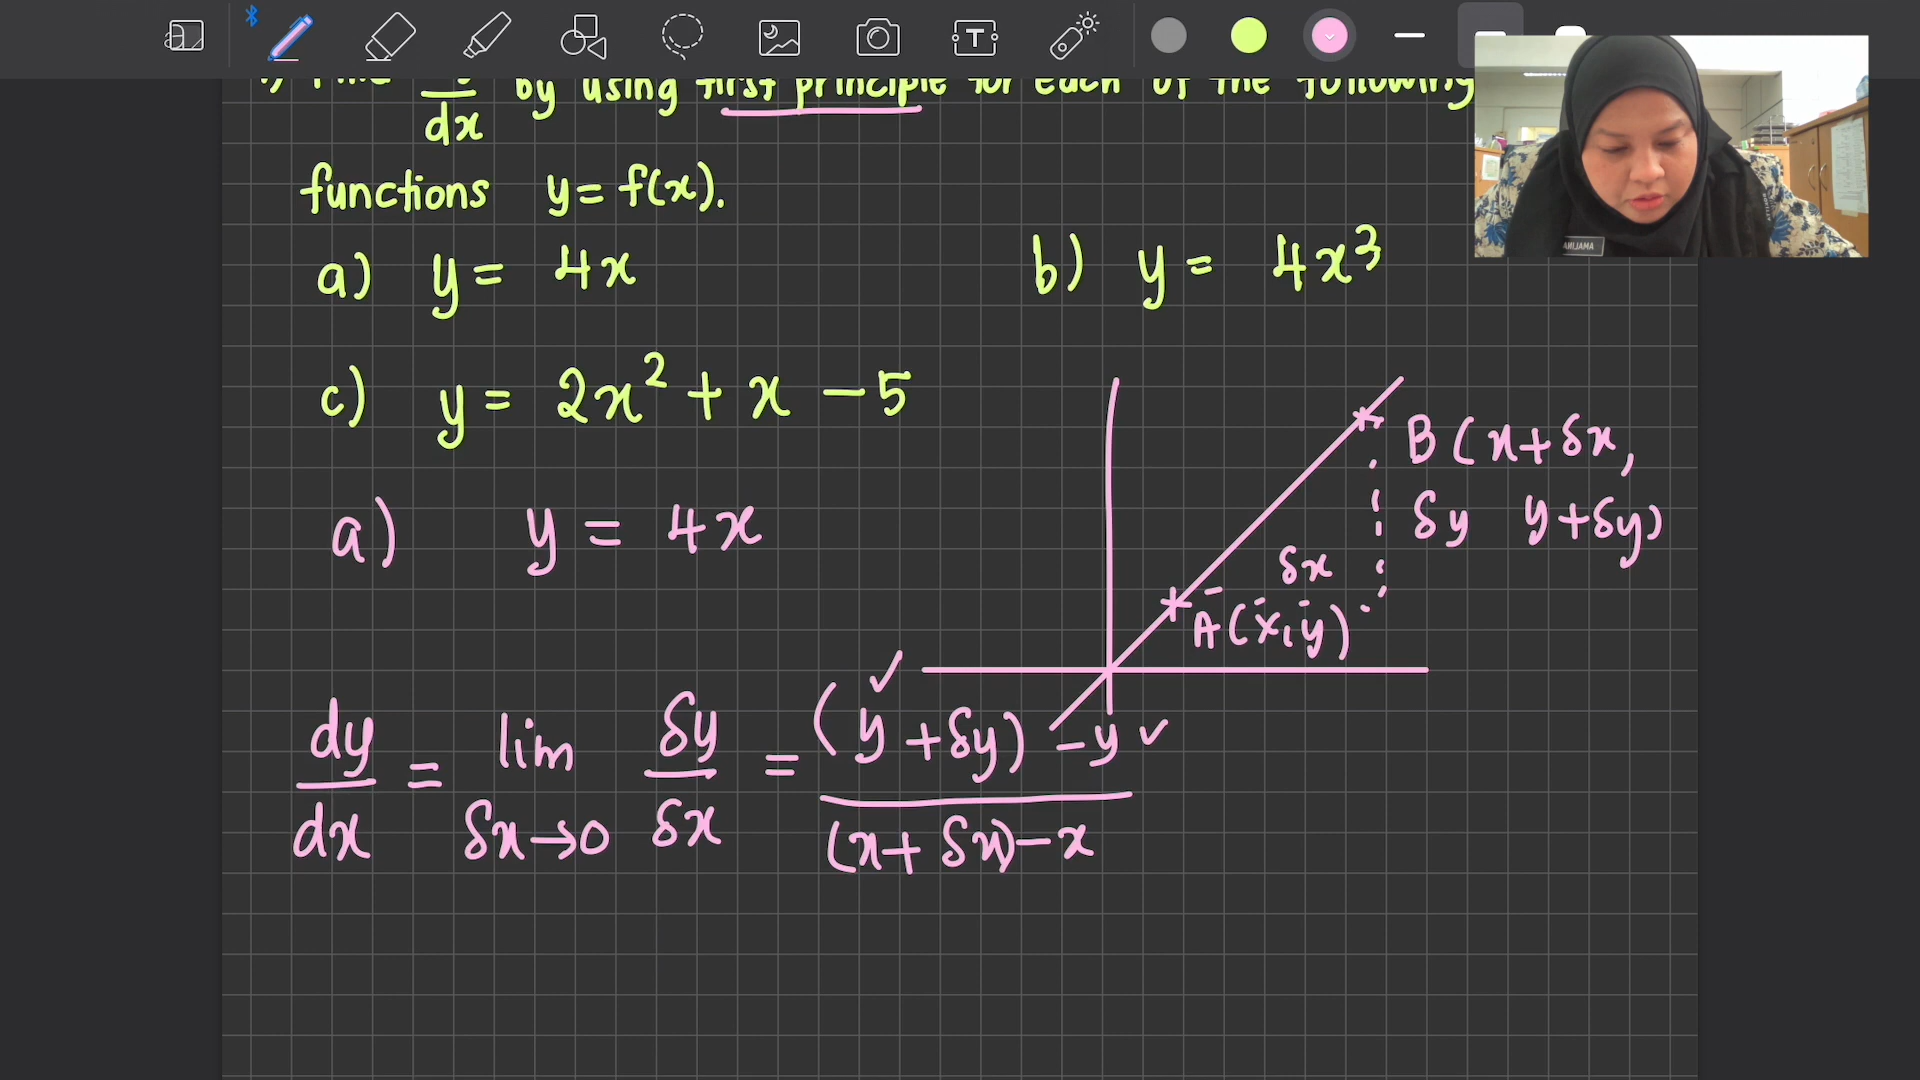 by using first principle for each of the following
dx
functions y = f(x).
a) y = 4x
b) y = 4x³
c) y = 2x² + x − 5
B (x+δx,
δy y+δy)
a) y = 4x
δx
A(x,y)
dy/dx = lim δx→0 δy/δx = (y+δy) − y / (x+δx) − x
T
AMALINA